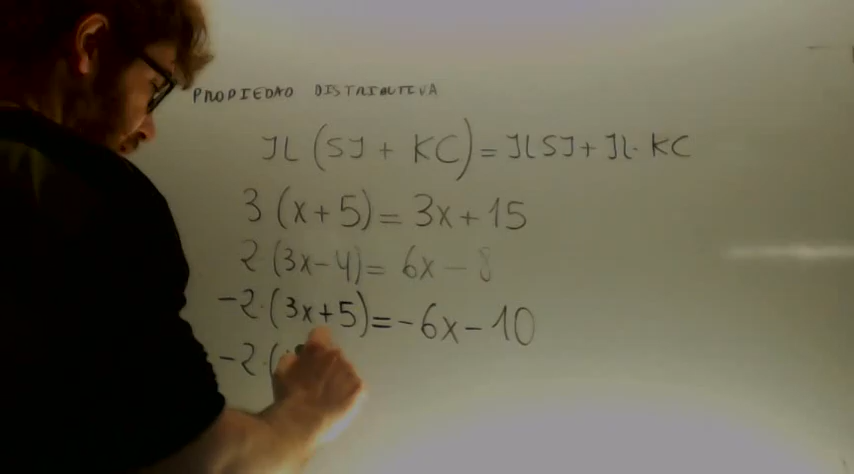 PROPIEDAD DISTRIBUTIVA
JL (SJ + KC) = JLSJ + JL· KC
3 (x+5) = 3x+15
2 (3x-4) = 6x - 8
-2·(3x+5) = -6x-10
-2·(